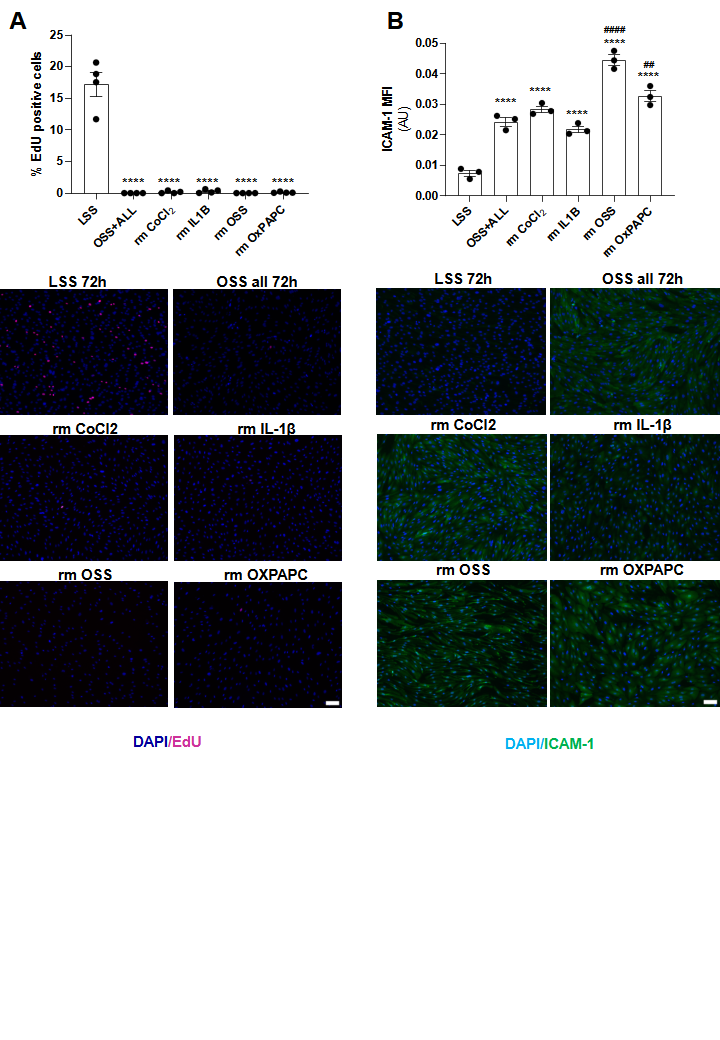 A
% EdU positive cells
25
20
15
10
5
0
**** **** **** **** ****
LSS
OSS+ALL
rm CoCl₂
rm IL1B
rm OSS
rm OxPAPC
B
ICAM-1 MFI
(AU)
0.05
0.04
0.03
0.02
0.01
0.00
****
****
****
####
****
##
****
LSS
OSS+ALL
rm CoCl₂
rm IL1B
rm OSS
rm OxPAPC
LSS 72h
OSS all 72h
rm CoCl2
rm IL-1β
rm OSS
rm OXPAPC
DAPI/EdU
LSS 72h
OSS all 72h
rm CoCl2
rm IL-1β
rm OSS
rm OXPAPC
DAPI/ICAM-1